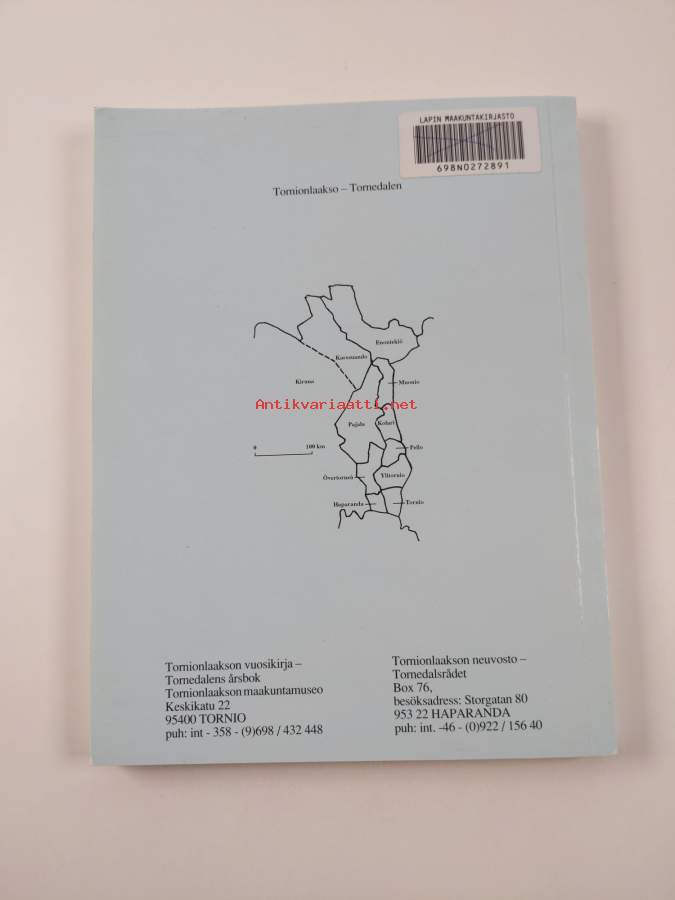 LAPIN MAAKUNTAKIRJASTO
698N0272891
Tornionlaakso – Tornedalen
Enontekiö
Karesuando
Kiruna
Muonio
Antikvariaatti.net
Pajala
Kolari
0
100 km
Pello
Övertorneå
Ylitornio
Haparanda
Tornio
Tornionlaakson vuosikirja –
Tornedalens årsbok
Tornionlaakson maakuntamuseo
Keskikatu 22
95400 TORNIO
puh: int - 358 - (9)698 / 432 448
Tornionlaakson neuvosto –
Tornedalsrådet
Box 76,
besöksadress: Storgatan 80
953 22 HAPARANDA
puh: int. -46 - (0)922 / 156 40